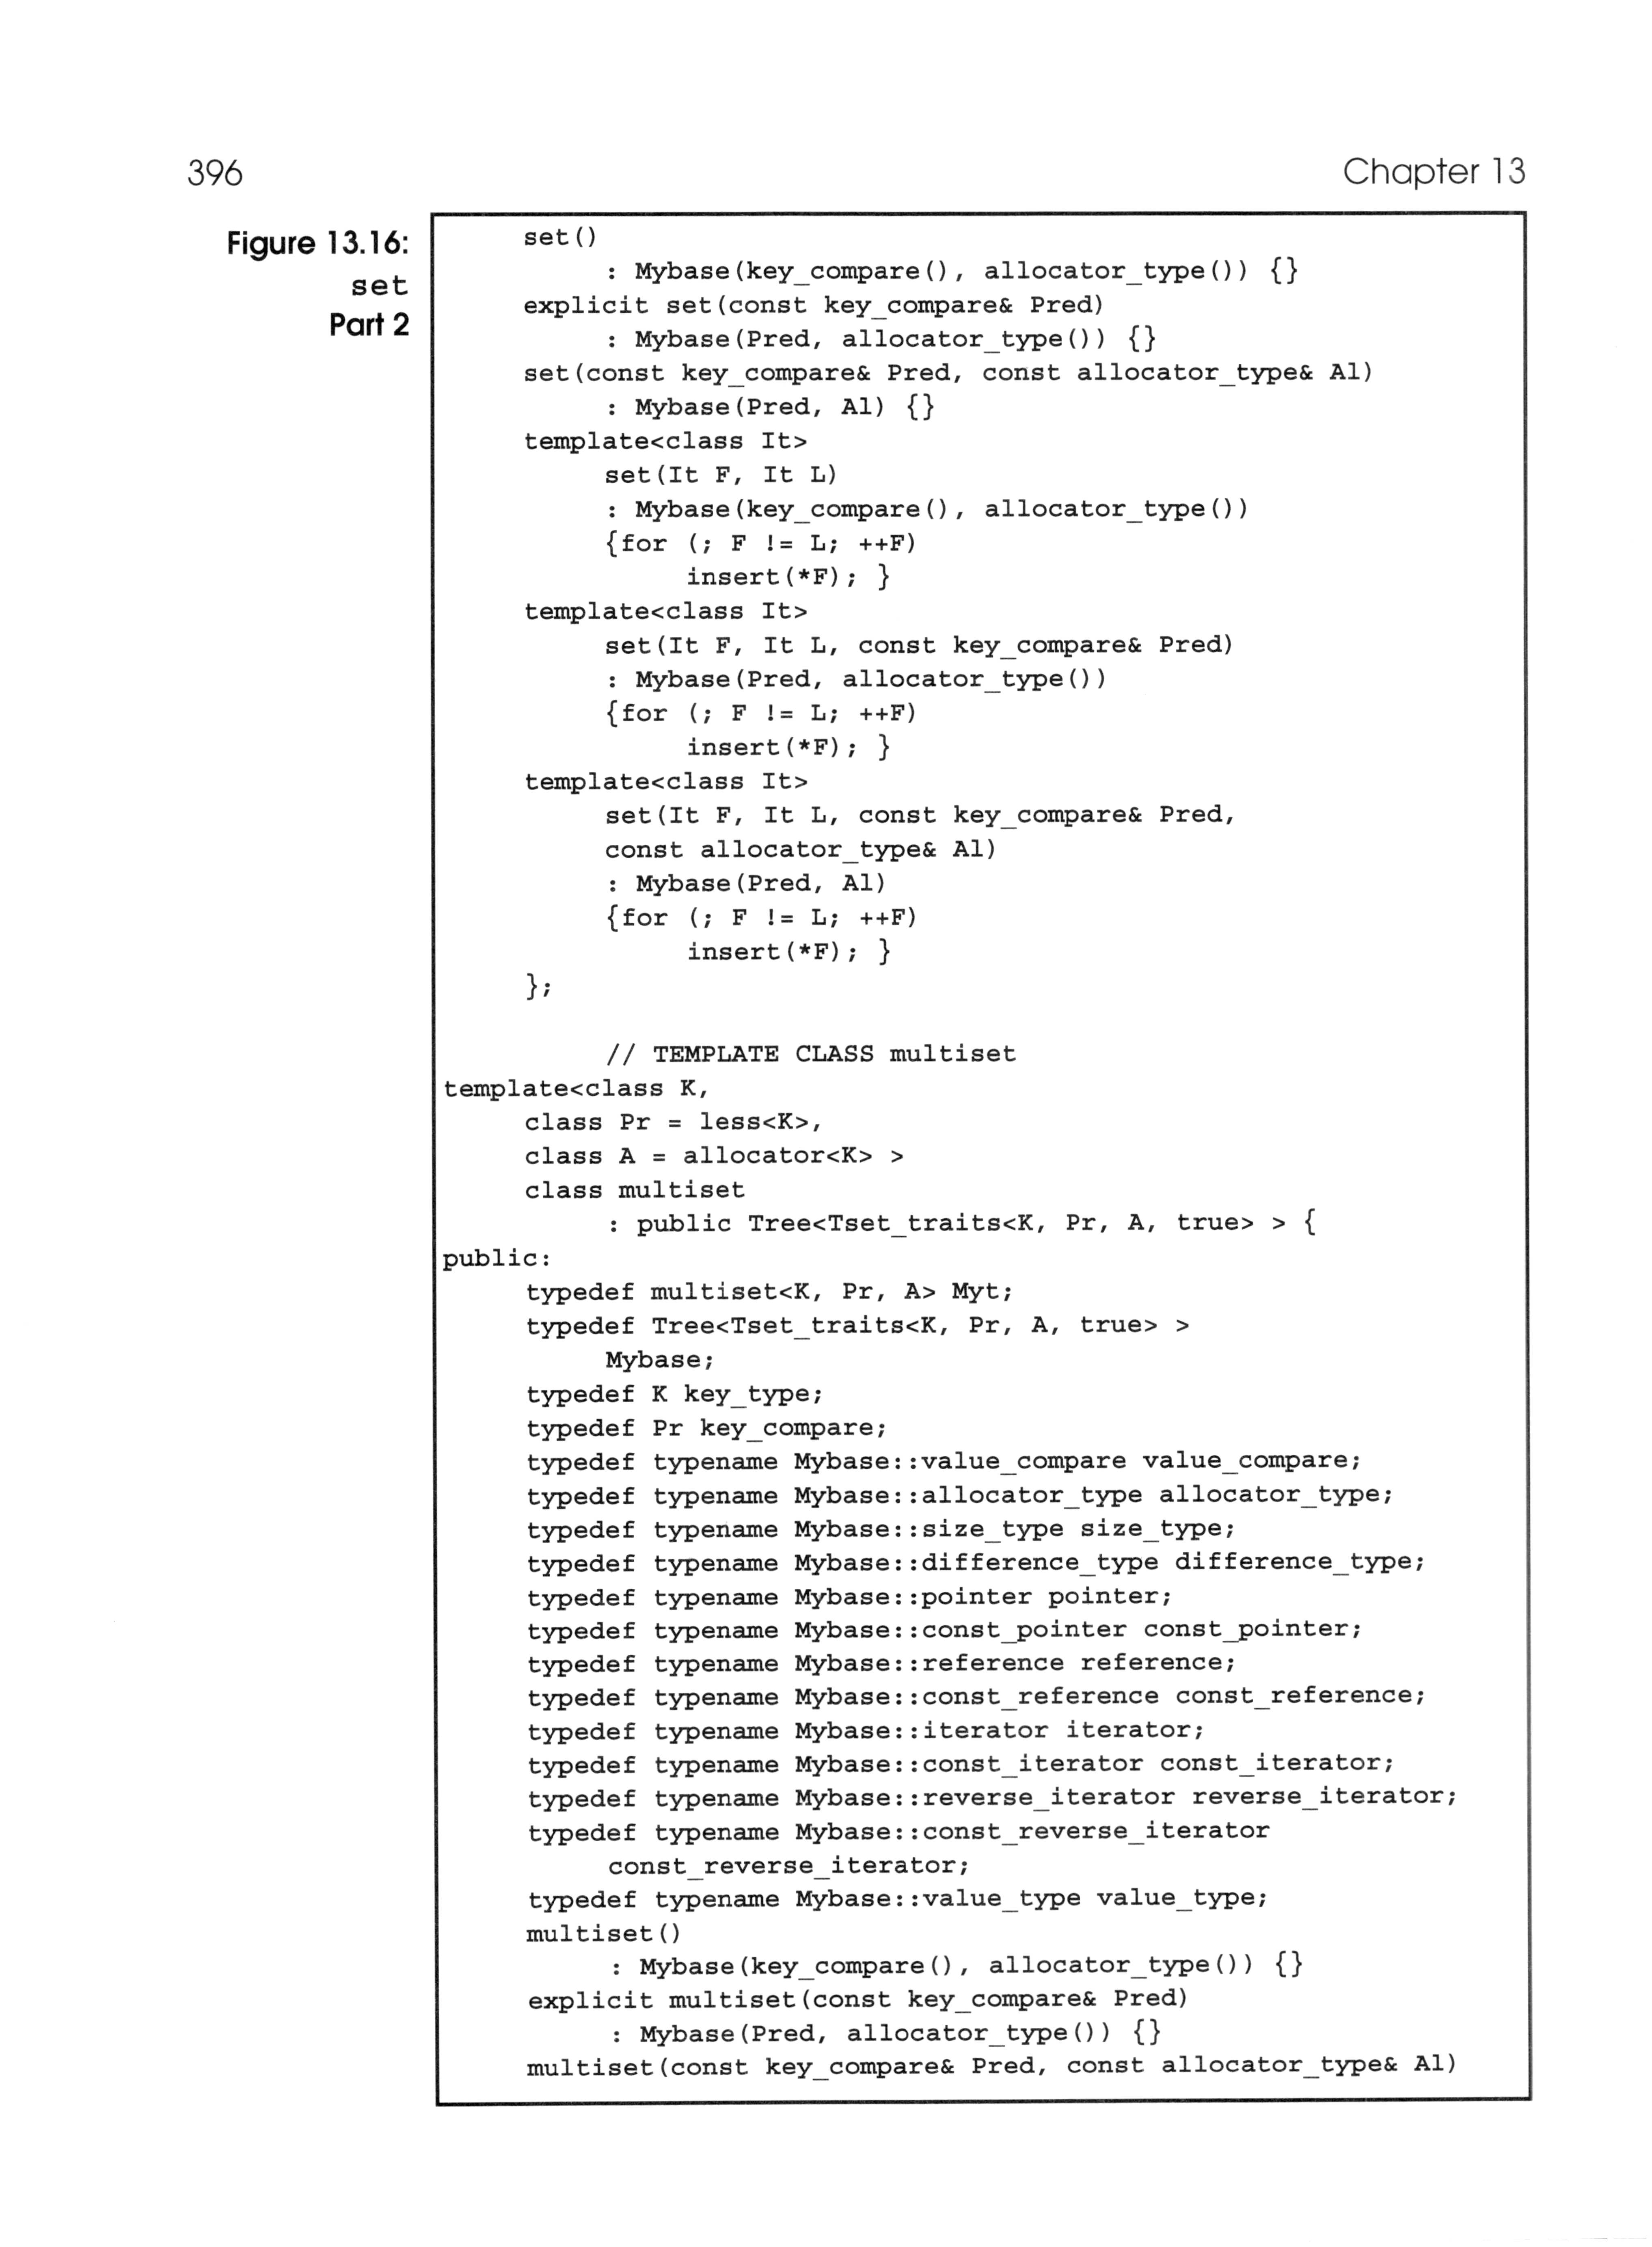 396
Chapter 13
Figure 13.16:
set
Part 2
set()
: Mybase(key_compare(), allocator_type()) {}
explicit set(const key_compare& Pred)
: Mybase(Pred, allocator_type()) {}
set(const key_compare& Pred, const allocator_type& Al)
: Mybase(Pred, Al) {}
template<class It>
set(It F, It L)
: Mybase(key_compare(), allocator_type())
{for (; F != L; ++F)
insert(*F); }
template<class It>
set(It F, It L, const key_compare& Pred)
: Mybase(Pred, allocator_type())
{for (; F != L; ++F)
insert(*F); }
template<class It>
set(It F, It L, const key_compare& Pred,
const allocator_type& Al)
: Mybase(Pred, Al)
{for (; F != L; ++F)
insert(*F); }
};
// TEMPLATE CLASS multiset
template<class K,
class Pr = less<K>,
class A = allocator<K> >
class multiset
: public Tree<Tset_traits<K, Pr, A, true> > {
public:
typedef multiset<K, Pr, A> Myt;
typedef Tree<Tset_traits<K, Pr, A, true> >
Mybase;
typedef K key_type;
typedef Pr key_compare;
typedef typename Mybase::value_compare value_compare;
typedef typename Mybase::allocator_type allocator_type;
typedef typename Mybase::size_type size_type;
typedef typename Mybase::difference_type difference_type;
typedef typename Mybase::pointer pointer;
typedef typename Mybase::const_pointer const_pointer;
typedef typename Mybase::reference reference;
typedef typename Mybase::const_reference const_reference;
typedef typename Mybase::iterator iterator;
typedef typename Mybase::const_iterator const_iterator;
typedef typename Mybase::reverse_iterator reverse_iterator;
typedef typename Mybase::const_reverse_iterator
const_reverse_iterator;
typedef typename Mybase::value_type value_type;
multiset()
: Mybase(key_compare(), allocator_type()) {}
explicit multiset(const key_compare& Pred)
: Mybase(Pred, allocator_type()) {}
multiset(const key_compare& Pred, const allocator_type& Al)